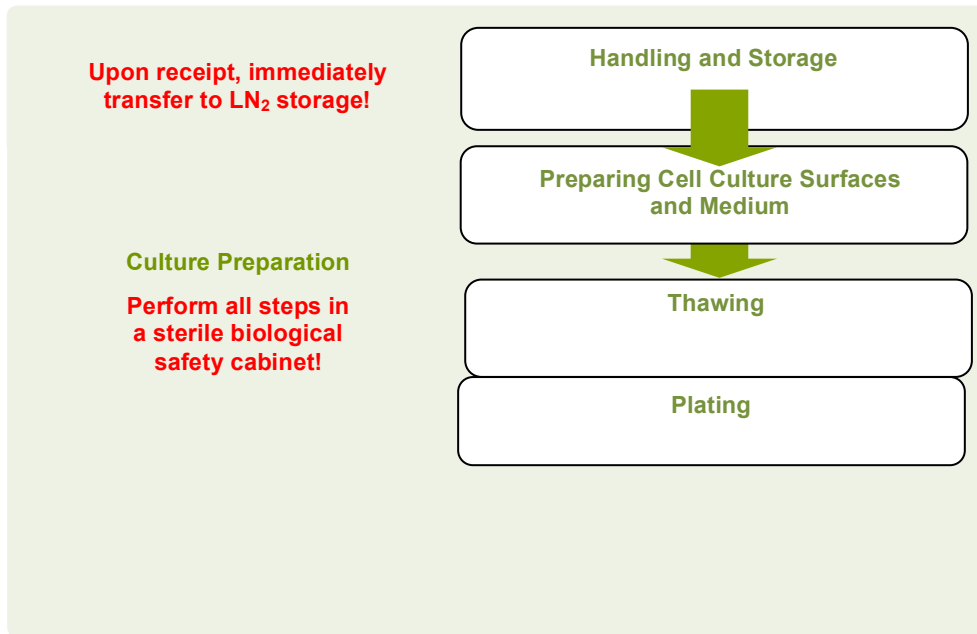 Upon receipt, immediately
transfer to LN₂ storage!
Handling and Storage
Preparing Cell Culture Surfaces
and Medium
Culture Preparation
Perform all steps in
a sterile biological
safety cabinet!
Thawing
Plating